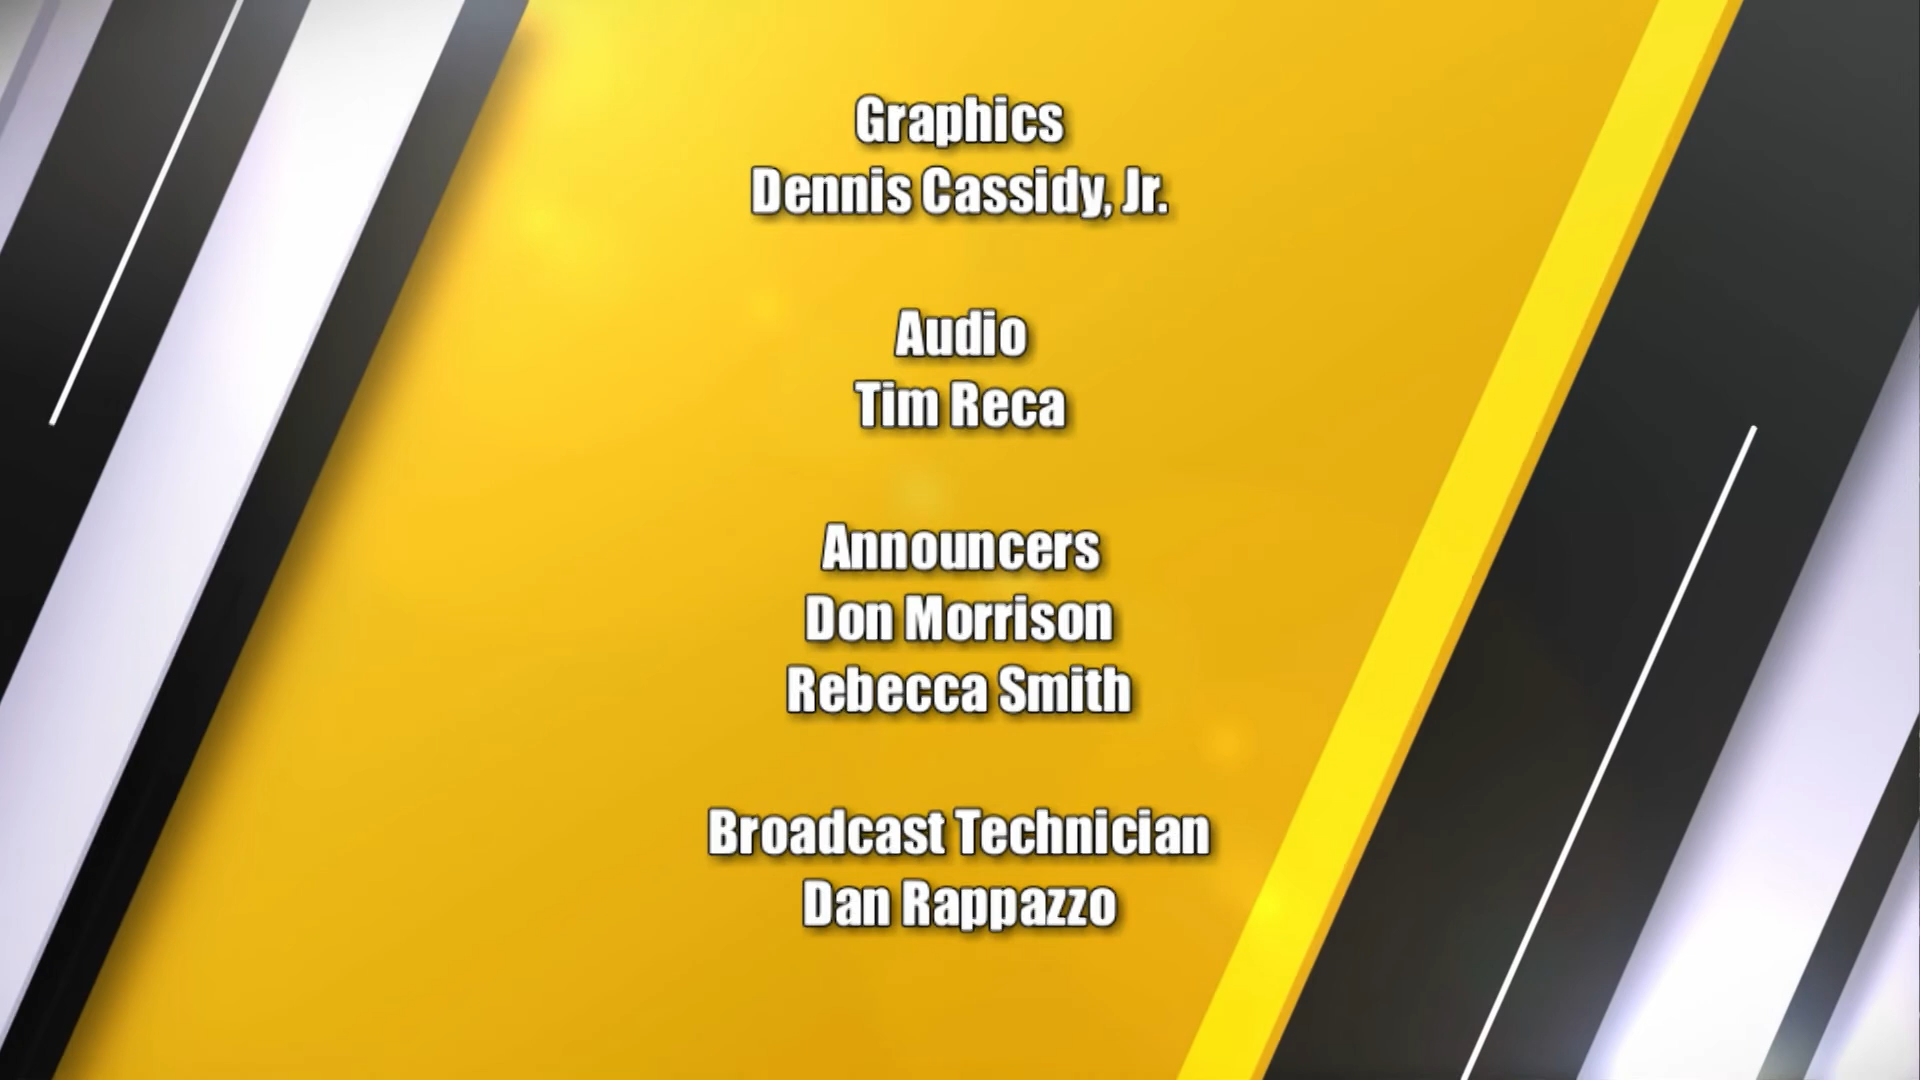 Graphics
Dennis Cassidy, Jr.
Audio
Tim Reca
Announcers
Don Morrison
Rebecca Smith
Broadcast Technician
Dan Rappazzo